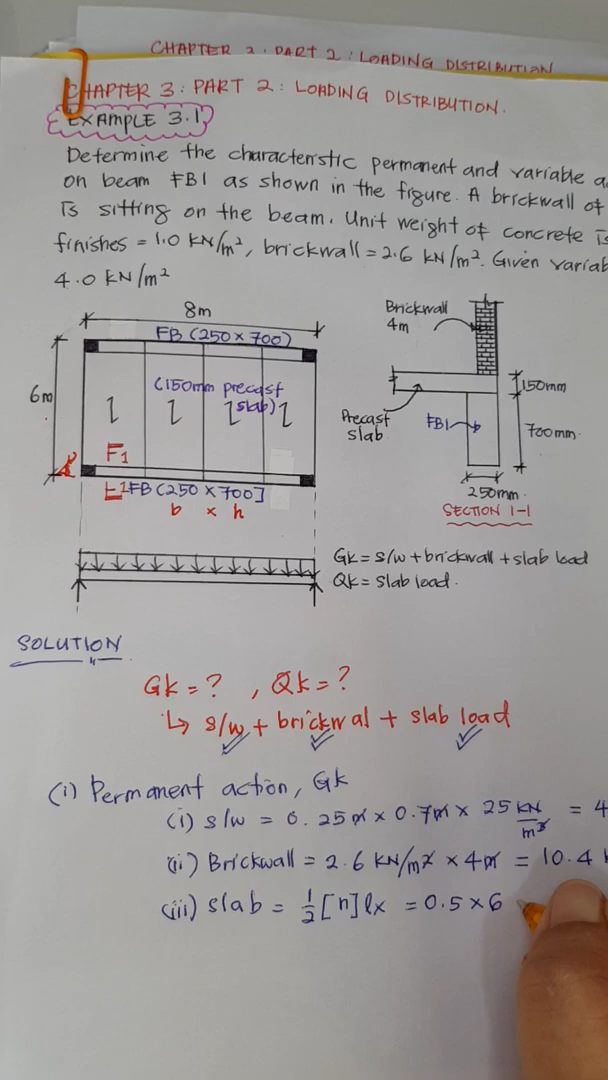 CHAPTER 2: PART 2: LOADING DISTRIBUTION
CHAPTER 3: PART 2: LOADING DISTRIBUTION.
EXAMPLE 3.1
Determine the characteristic permanent and variable a
on beam FB1 as shown in the figure. A brickwall of
is sitting on the beam. Unit weight of concrete is
finishes = 1.0 kN/m², brickwall = 2.6 kN/m². Given variab
4.0 kN/m²
8m
FB (250 x 700)
6m
(150mm precast
slab)
F1
FB (250 x 700]
b x h
Brickwall
4m
150mm
Precast
slab
FB1
700mm
250mm
SECTION 1-1
Gk = s/w + brickwall + slab load
Qk = slab load.
SOLUTION
Gk = ? , Qk = ?
↳ s/w + brickwal + slab load
(i) Permanent action, Gk
(i) s/w = 0.25m x 0.7m x 25 kN/m³ = 4
(ii) Brickwall = 2.6 kN/m² x 4m = 10.4 k
(iii) slab = ½[n]lx = 0.5 x 6